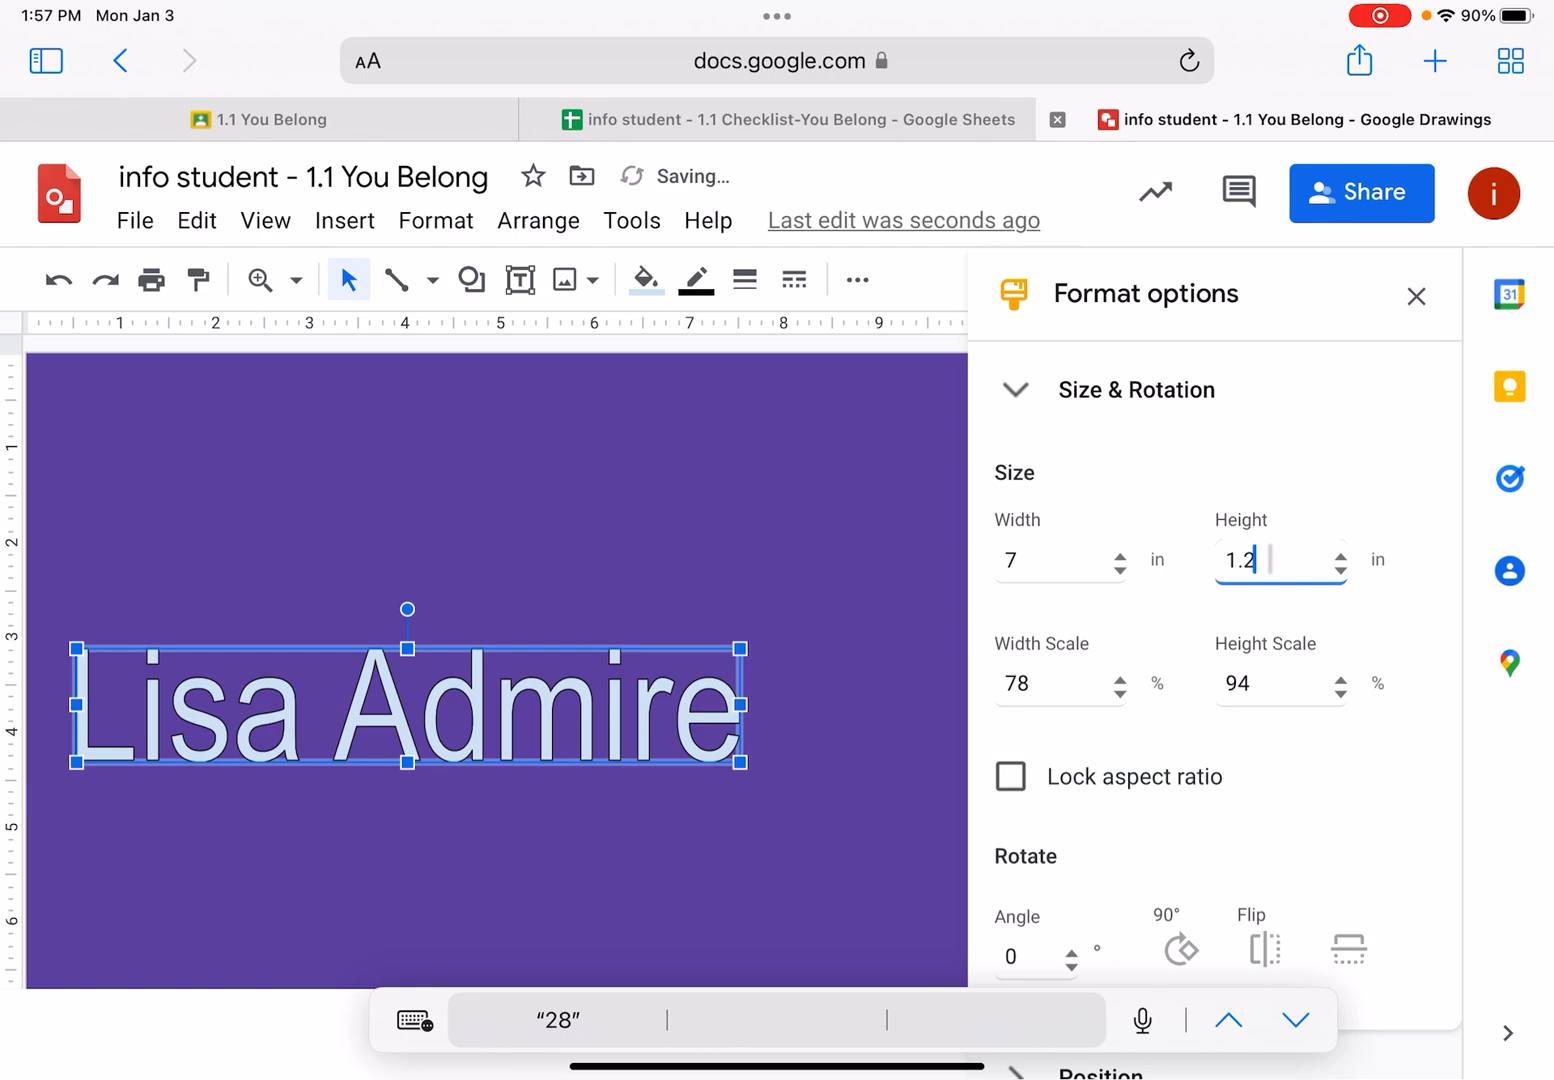 1:57 PM Mon Jan 3
90%
AA docs.google.com
1.1 You Belong
info student - 1.1 Checklist-You Belong - Google Sheets
info student - 1.1 You Belong - Google Drawings
info student - 1.1 You Belong
Saving...
File Edit View Insert Format Arrange Tools Help Last edit was seconds ago
Share
i
1 2 3 4 5 6 7 8 9
Format options
31
Size & Rotation
1
2
3
4
5
6
Size
Width Height
7 in 1.2 in
Width Scale Height Scale
78 % 94 %
Lisa Admire
Lock aspect ratio
Rotate
Angle 90° Flip
0 °
“28”
Position